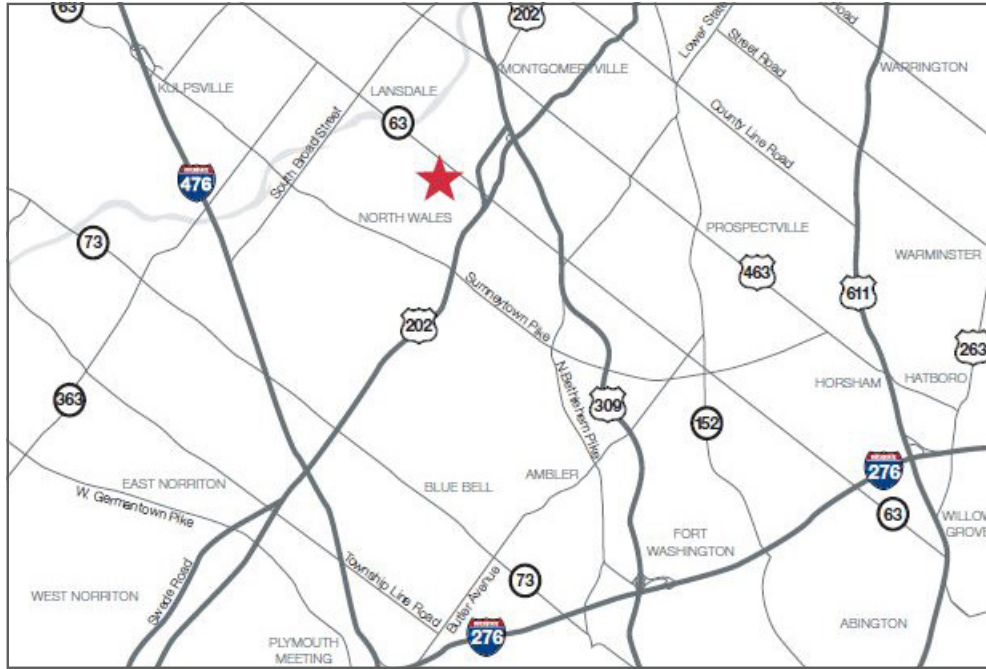 63
202
Lower State
Road
Street Road
MONTGOMERYVILLE
WARRINGTON
KULPSVILLE
LANSDALE
63
County Line Road
South Broad Street
476
NORTH WALES
PROSPECTVILLE
73
WARMINSTER
463
Sumneytown Pike
611
202
263
363
N. Bethlehem Pike
HORSHAM
HATBORO
309
152
EAST NORRITON
BLUE BELL
AMBLER
276
W. Germantown Pike
63
WILLOW
GROVE
FORT
WASHINGTON
Township Line Road
Swede Road
WEST NORRITON
Butler Avenue
73
276
PLYMOUTH
MEETING
ABINGTON